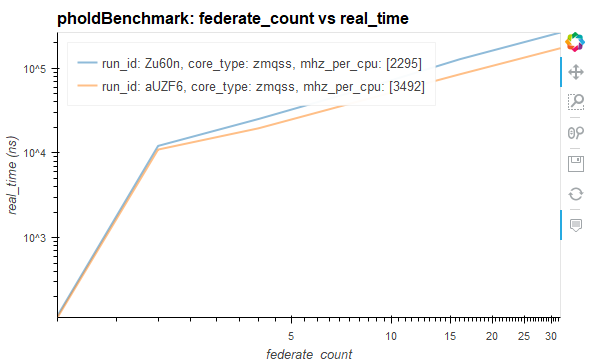 pholdBenchmark: federate_count vs real_time
run_id: Zu60n, core_type: zmqss, mhz_per_cpu: [2295]
run_id: aUZF6, core_type: zmqss, mhz_per_cpu: [3492]
real_time (ns)
10^5
10^4
10^3
5 10 15 20 25 30
federate_count